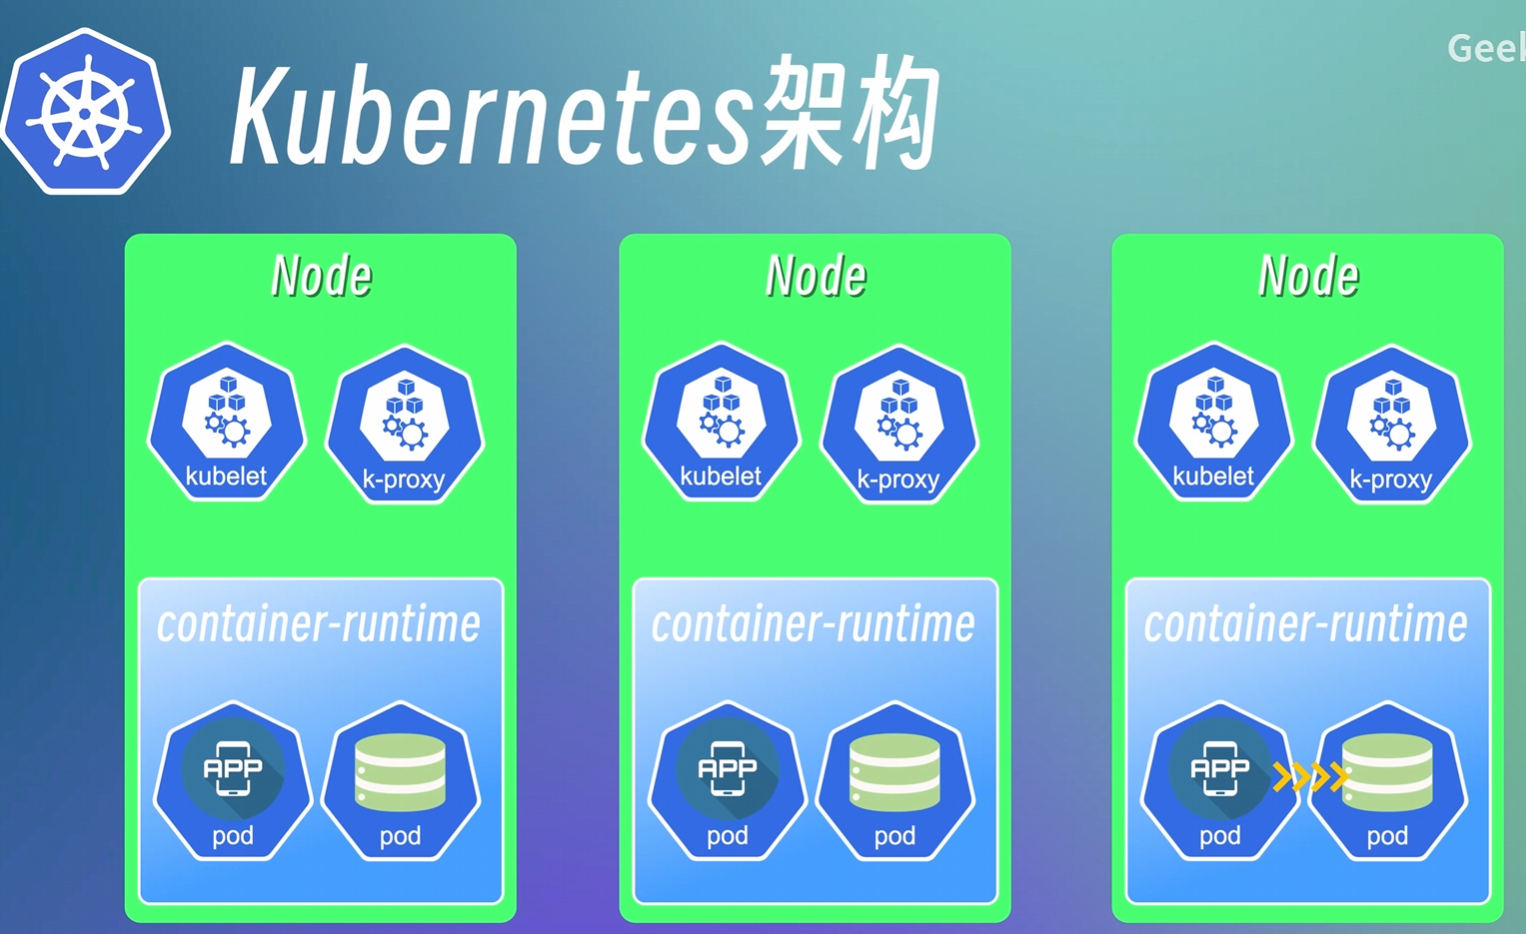 Geek
Kubernetes架构
Node
kubelet
k-proxy
container-runtime
APP
pod
pod
Node
kubelet
k-proxy
container-runtime
APP
pod
pod
Node
kubelet
k-proxy
container-runtime
APP
pod
pod